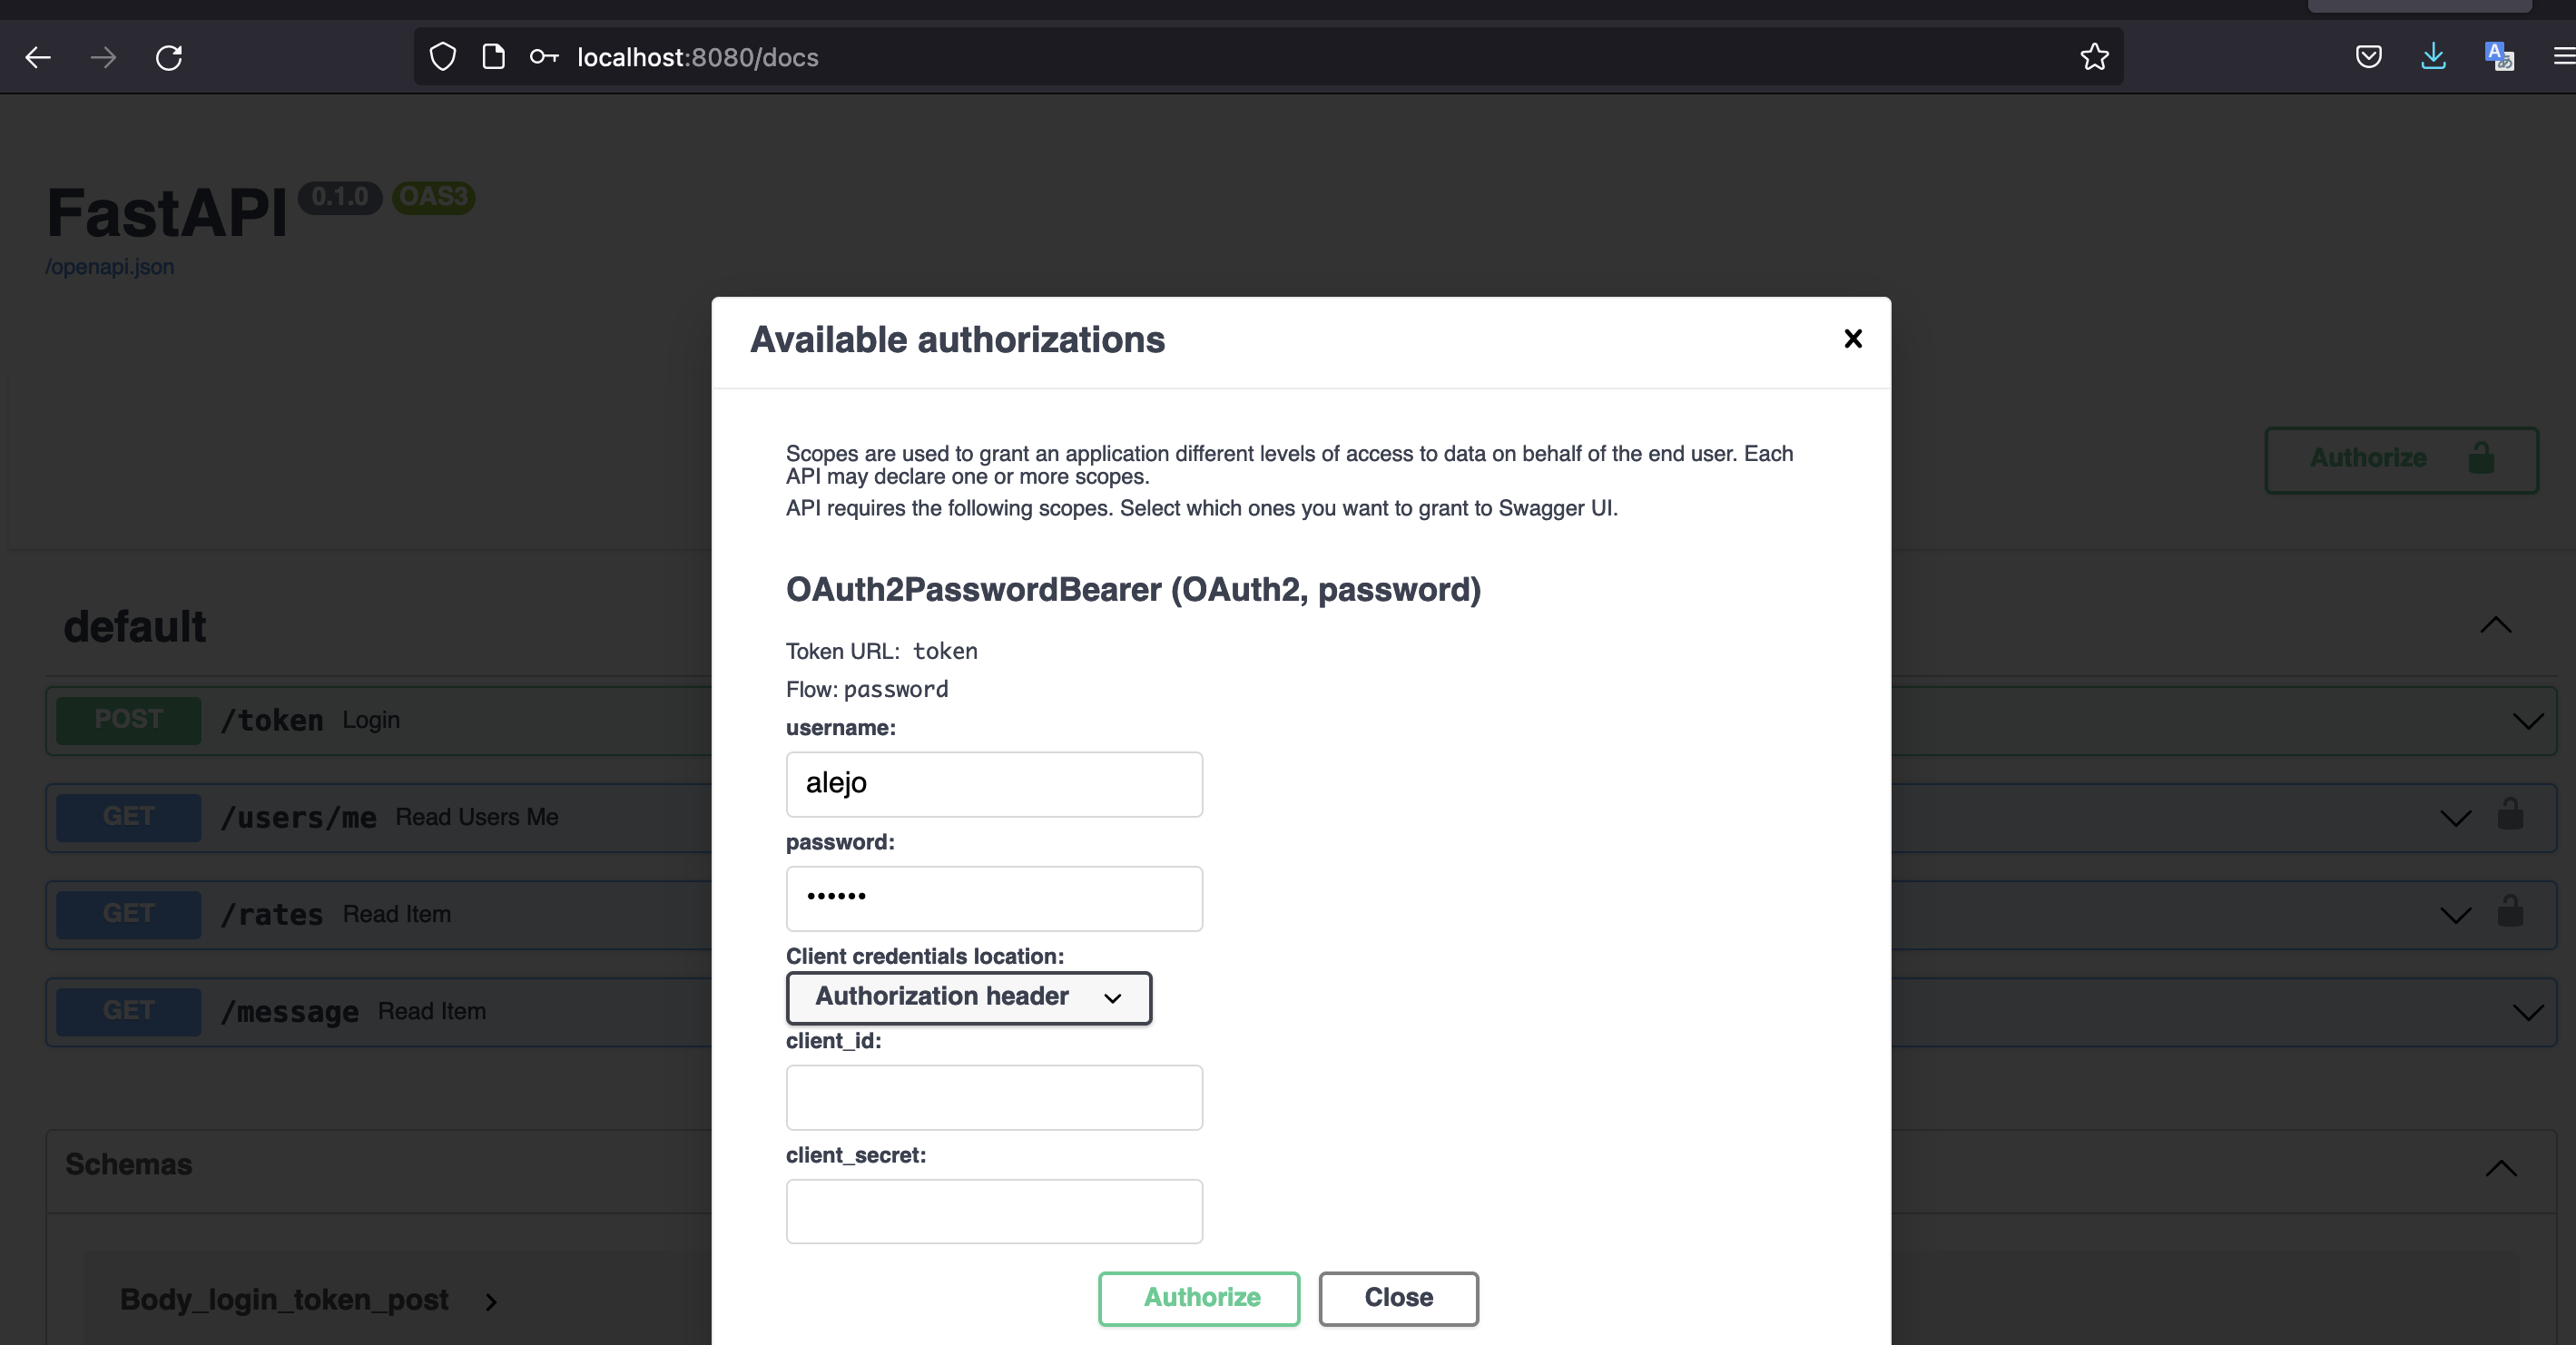 localhost:8080/docs
FastAPI 0.1.0 OAS3
/openapi.json
Available authorizations
Scopes are used to grant an application different levels of access to data on behalf of the end user. Each
API may declare one or more scopes.
API requires the following scopes. Select which ones you want to grant to Swagger UI.
Authorize
OAuth2PasswordBearer (OAuth2, password)
Token URL: token
Flow: password
username:
alejo
password:
••••••
Client credentials location:
Authorization header
client_id:
client_secret:
Authorize Close
default
POST /token Login
GET /users/me Read Users Me
GET /rates Read Item
GET /message Read Item
Schemas
Body_login_token_post